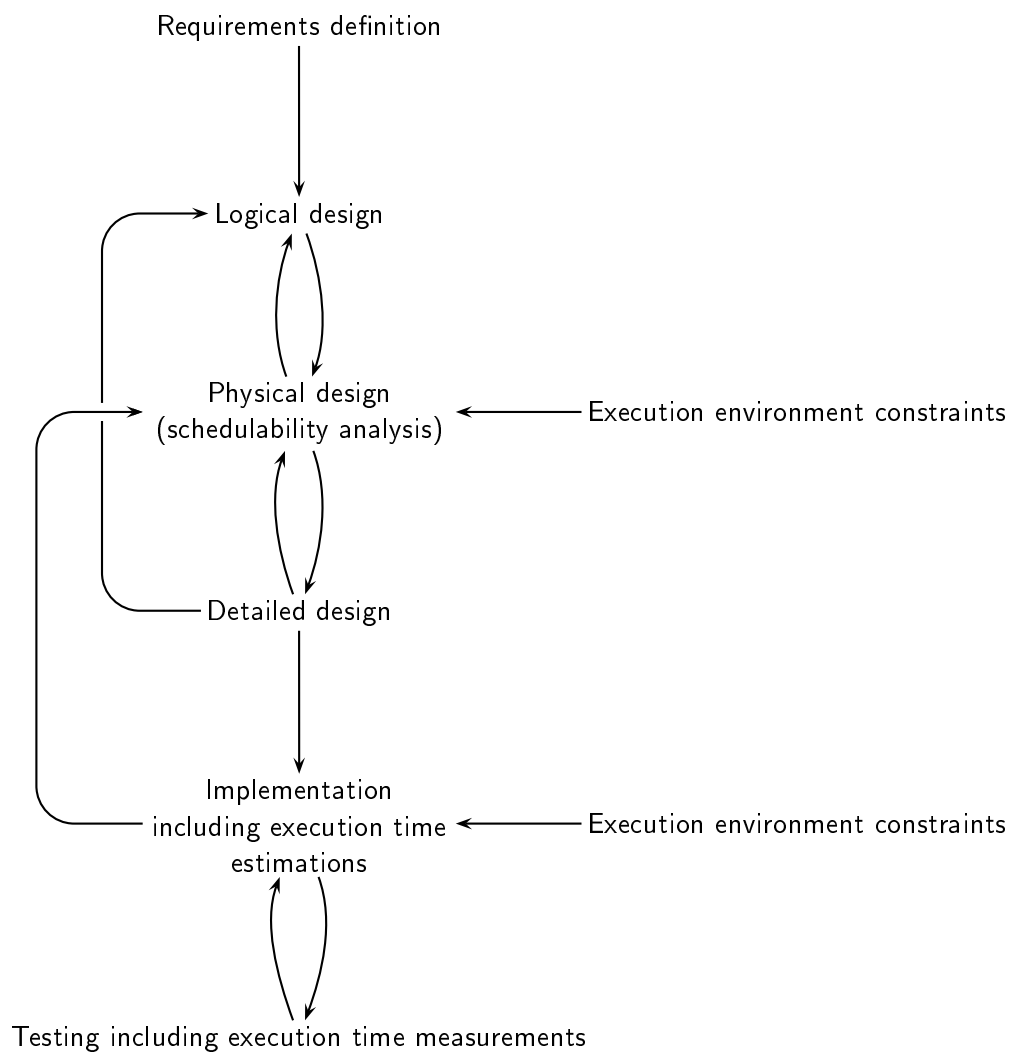 Requirements definition
Logical design
Physical design
(schedulability analysis)
Execution environment constraints
Detailed design
Implementation
including execution time
estimations
Execution environment constraints
Testing including execution time measurements